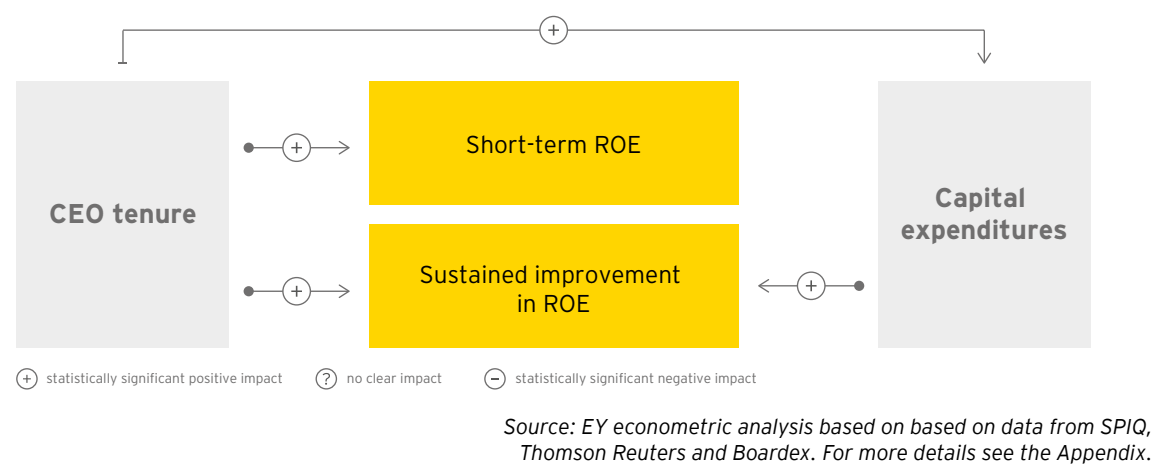 +
CEO tenure
+
Short-term ROE
+
Sustained improvement
in ROE
+
Capital
expenditures
+ statistically significant positive impact
? no clear impact
− statistically significant negative impact
Source: EY econometric analysis based on based on data from SPIQ,
Thomson Reuters and Boardex. For more details see the Appendix.